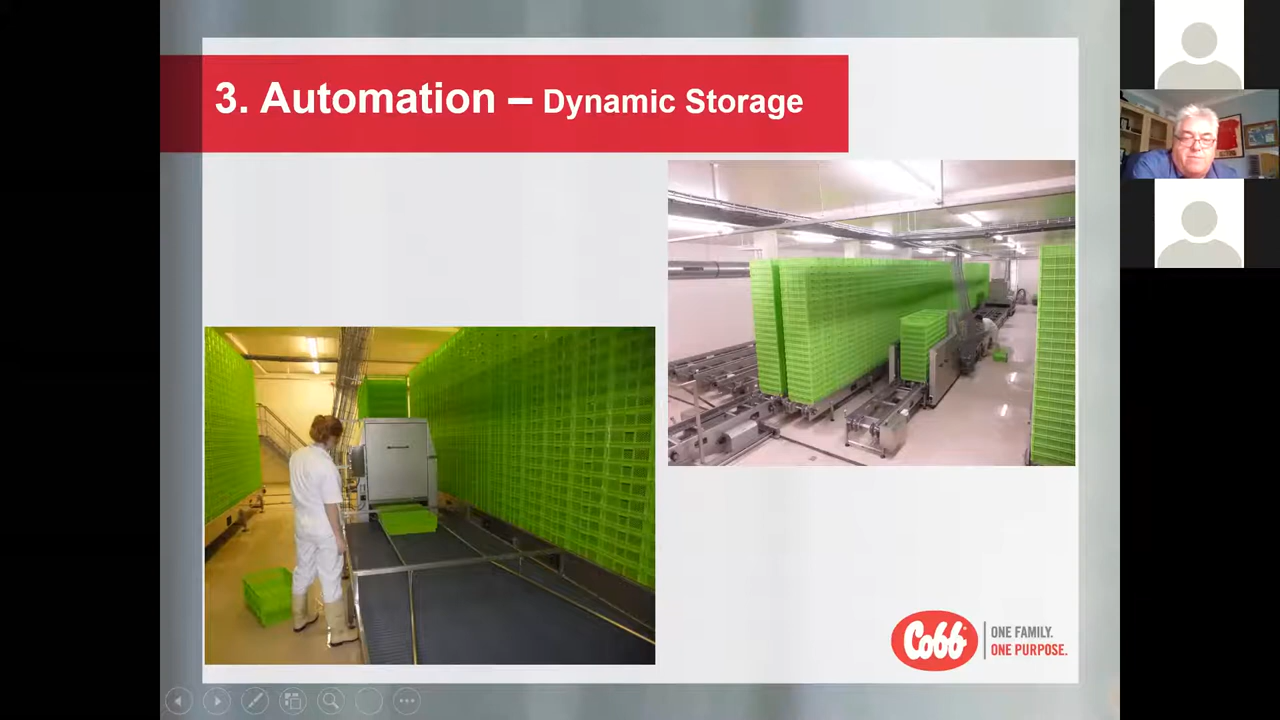 3. Automation – Dynamic Storage
Cobb
ONE FAMILY.
ONE PURPOSE.